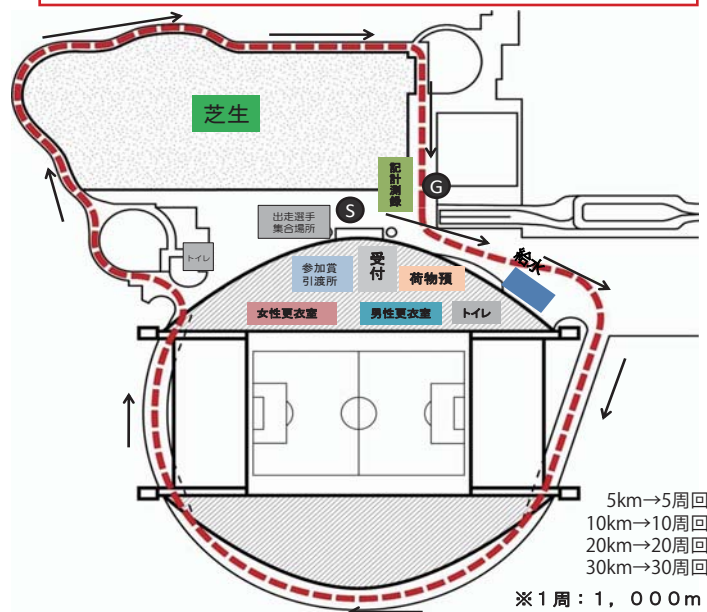 芝生
記録
計測
G
S
出走選手
集合場所
トイレ
給水
参加賞
引渡所
受付
荷物預
女性更衣室
男性更衣室
トイレ
5km→5周回
10km→10周回
20km→20周回
30km→30周回
※1周：1，000m